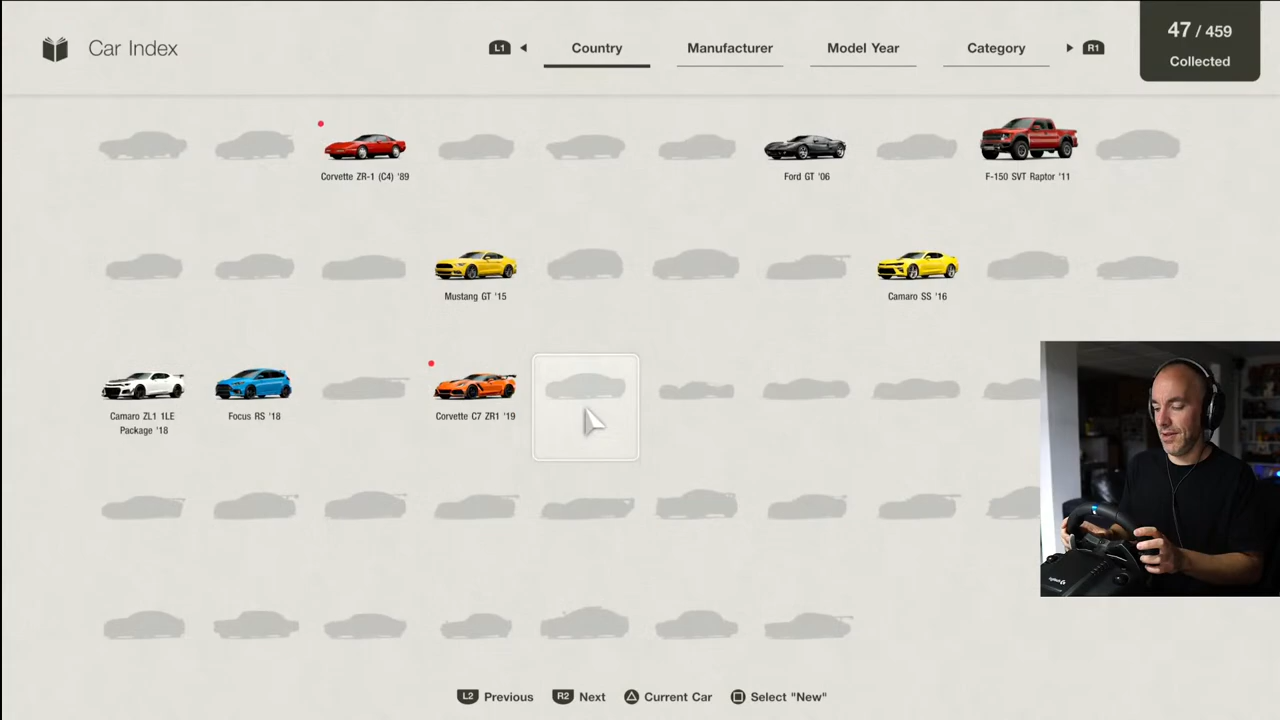 Car Index
L1
Country
Manufacturer
Model Year
Category
R1
47 / 459
Collected
Corvette ZR-1 (C4) '89
Ford GT '06
F-150 SVT Raptor '11
Mustang GT '15
Camaro SS '16
Camaro ZL1 1LE
Package '18
Focus RS '18
Corvette C7 ZR1 '19
L2 Previous
R2 Next
Current Car
Select "New"